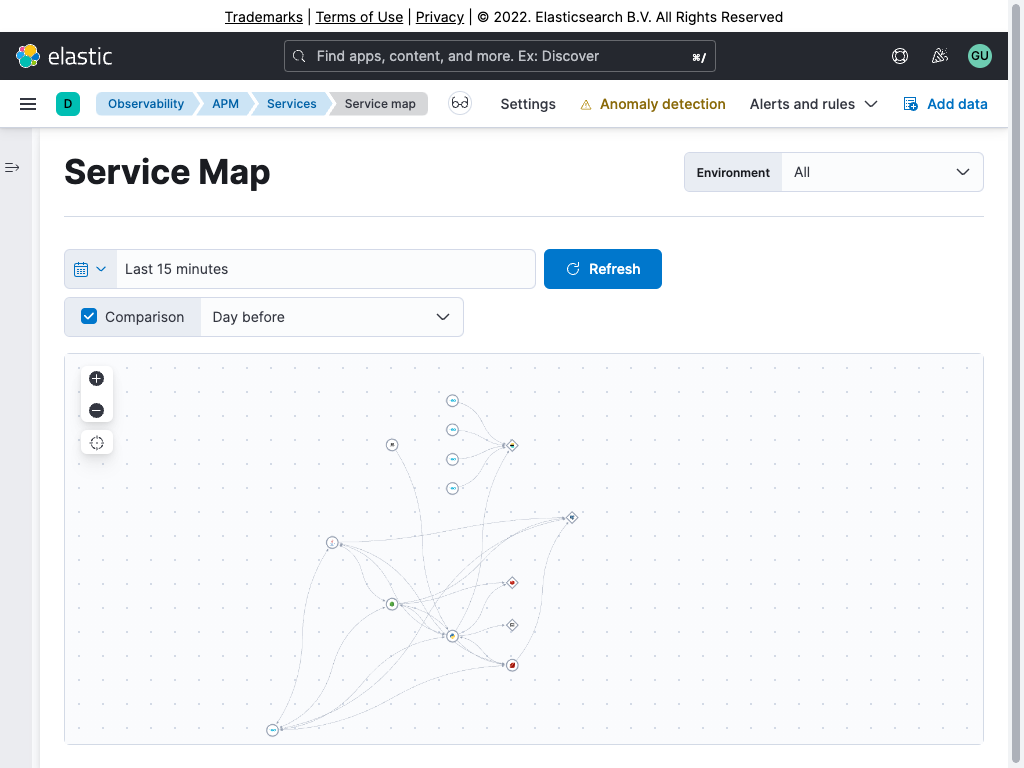 Trademarks | Terms of Use | Privacy | © 2022. Elasticsearch B.V. All Rights Reserved
elastic Find apps, content, and more. Ex: Discover ⌘/ GU
D Observability APM Services Service map Settings Anomaly detection Alerts and rules Add data
Service Map
Environment All
Last 15 minutes Refresh
Comparison Day before